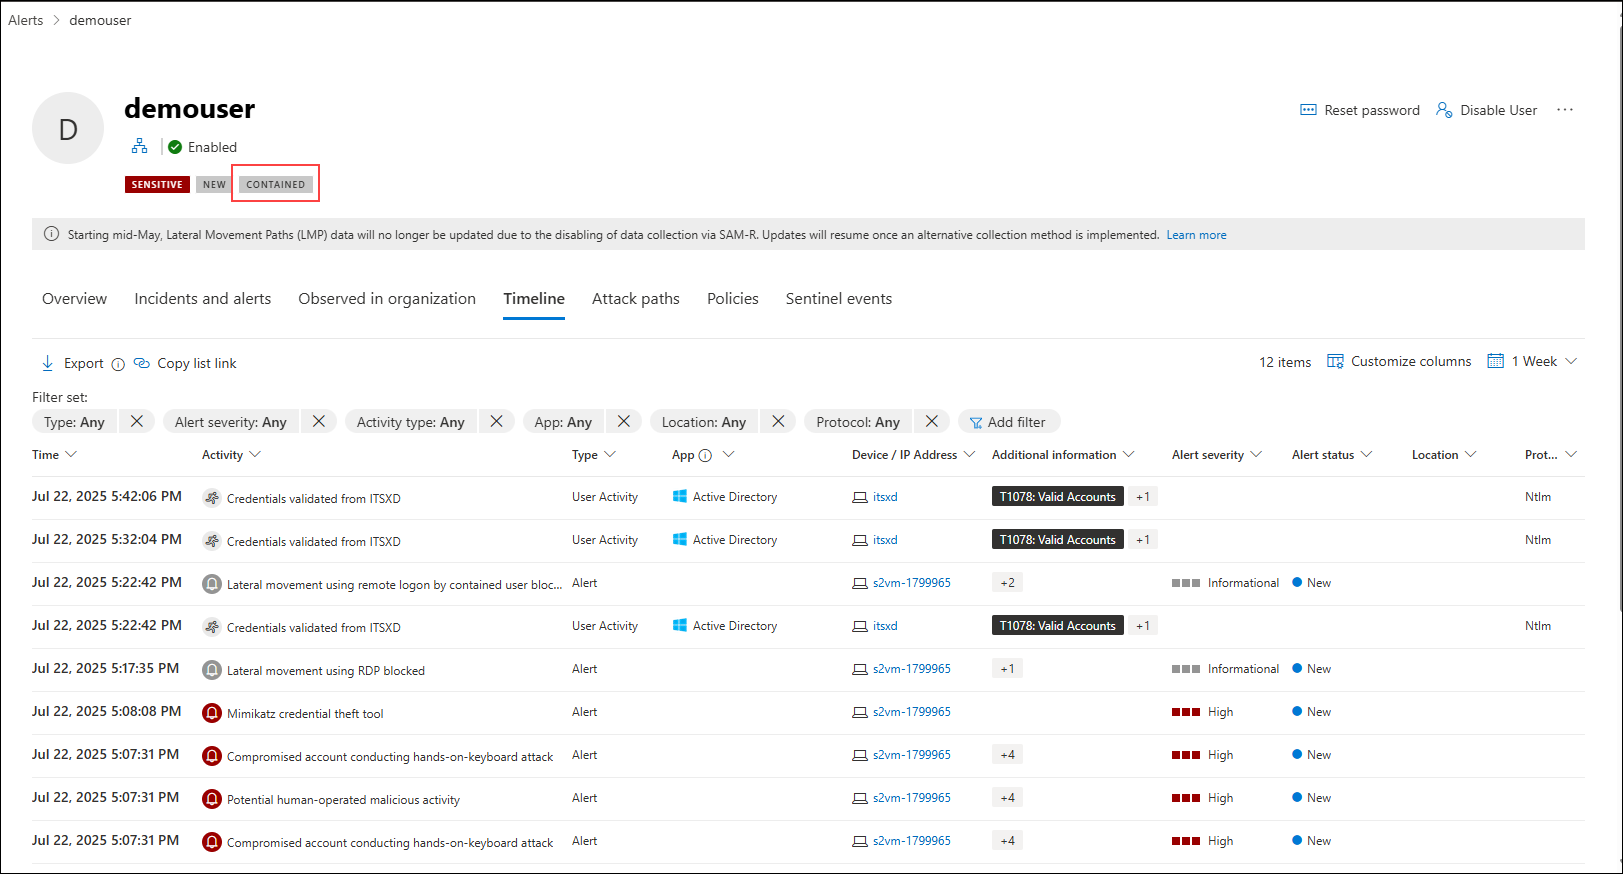 Alerts > demouser
D
demouser
Reset password Disable User ...
Enabled
SENSITIVE NEW CONTAINED
Starting mid-May, Lateral Movement Paths (LMP) data will no longer be updated due to the disabling of data collection via SAM-R. Updates will resume once an alternative collection method is implemented. Learn more
Overview Incidents and alerts Observed in organization Timeline Attack paths Policies Sentinel events
Export Copy list link 12 items Customize columns 1 Week
Filter set:
Type: Any Alert severity: Any Activity type: Any App: Any Location: Any Protocol: Any Add filter
Time Activity Type App Device / IP Address Additional information Alert severity Alert status Location Prot...
Jul 22, 2025 5:42:06 PM Credentials validated from ITSXD User Activity Active Directory itsxd T1078: Valid Accounts +1 Ntlm
Jul 22, 2025 5:32:04 PM Credentials validated from ITSXD User Activity Active Directory itsxd T1078: Valid Accounts +1 Ntlm
Jul 22, 2025 5:22:42 PM Lateral movement using remote logon by contained user bloc... Alert s2vm-1799965 +2 Informational New
Jul 22, 2025 5:22:42 PM Credentials validated from ITSXD User Activity Active Directory itsxd T1078: Valid Accounts +1 Ntlm
Jul 22, 2025 5:17:35 PM Lateral movement using RDP blocked Alert s2vm-1799965 +1 Informational New
Jul 22, 2025 5:08:08 PM Mimikatz credential theft tool Alert s2vm-1799965 High New
Jul 22, 2025 5:07:31 PM Compromised account conducting hands-on-keyboard attack Alert s2vm-1799965 +4 High New
Jul 22, 2025 5:07:31 PM Potential human-operated malicious activity Alert s2vm-1799965 +4 High New
Jul 22, 2025 5:07:31 PM Compromised account conducting hands-on-keyboard attack Alert s2vm-1799965 +4 High New